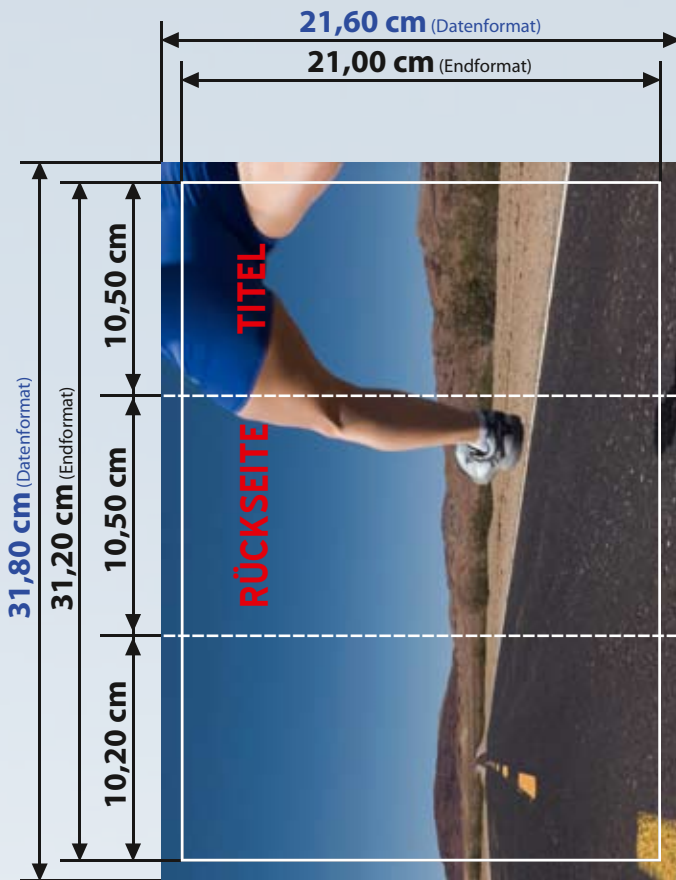 21,60 cm (Datenformat)
21,00 cm (Endformat)
31,80 cm (Datenformat)
31,20 cm (Endformat)
10,50 cm
10,50 cm
10,20 cm
TITEL
RÜCKSEITE